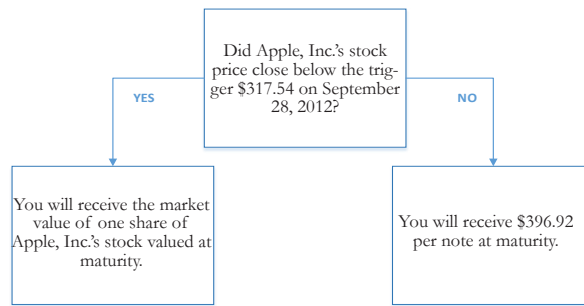 Did Apple, Inc.'s stock
price close below the trig-
ger $317.54 on September
28, 2012?
YES
NO
You will receive the market
value of one share of
Apple, Inc.'s stock valued at
maturity.
You will receive $396.92
per note at maturity.